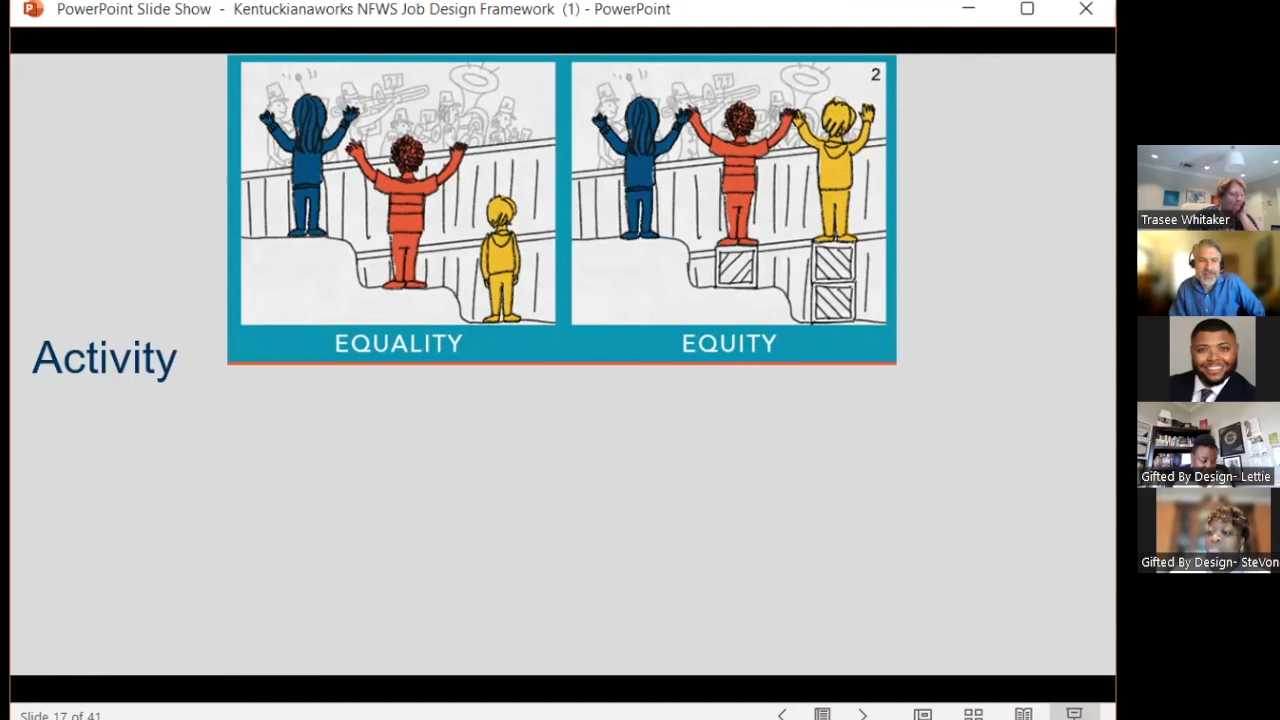 PowerPoint Slide Show - Kentuckianaworks NFWS Job Design Framework (1) - PowerPoint
2
EQUALITY
EQUITY
Activity
Trasee Whitaker
Gifted By Design- Lettie
Gifted By Design- SteVon
Slide 17 of 41